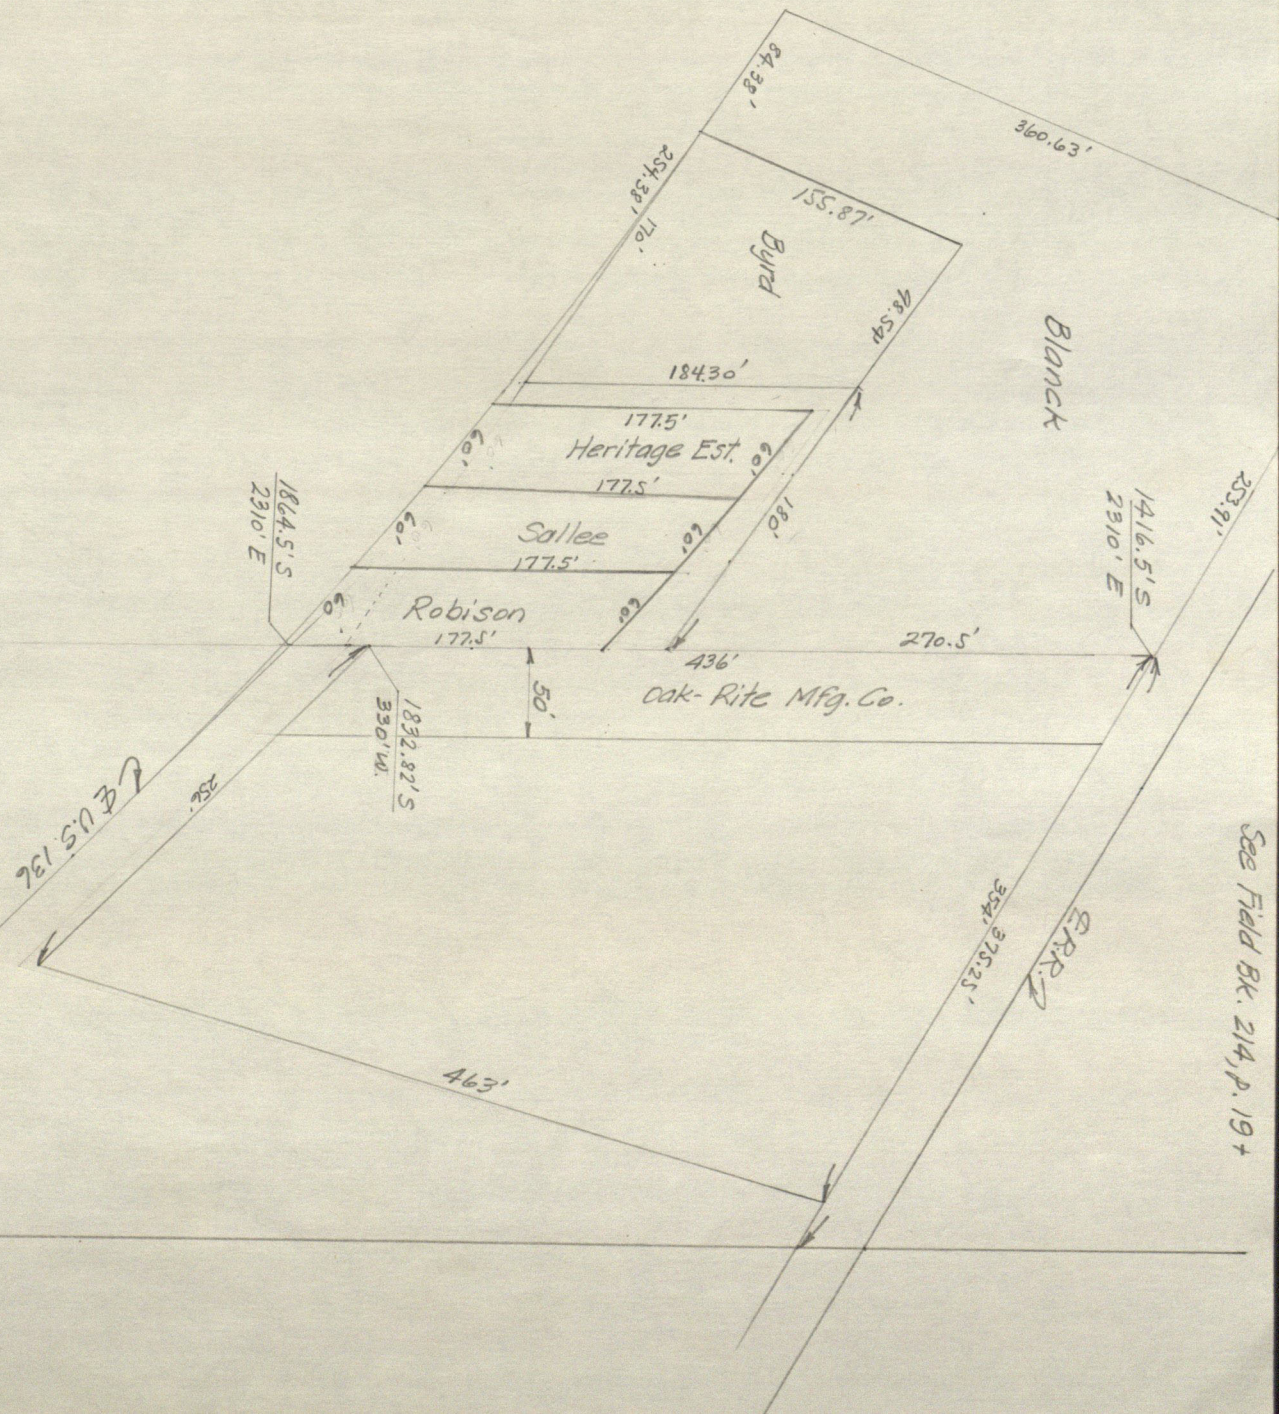 84.38'
360.63'
254.38'
170'
155.87'
Byrd
98.54'
Blanck
184.30'
177.5'
Heritage Est.
60'
60'
177.5'
180'
253.91'
1416.5' S
2310' E
1864.5' S
2310' E
60'
Sallee
60'
177.5'
60'
Robison
60'
177.5'
270.5'
436'
50'
Oak-Rite Mfg. Co.
1832.82' S
330' W.
256'
℄ U.S. 136
354'
375.25'
℄ R.R.
See Field Bk. 214, p. 19+
463'